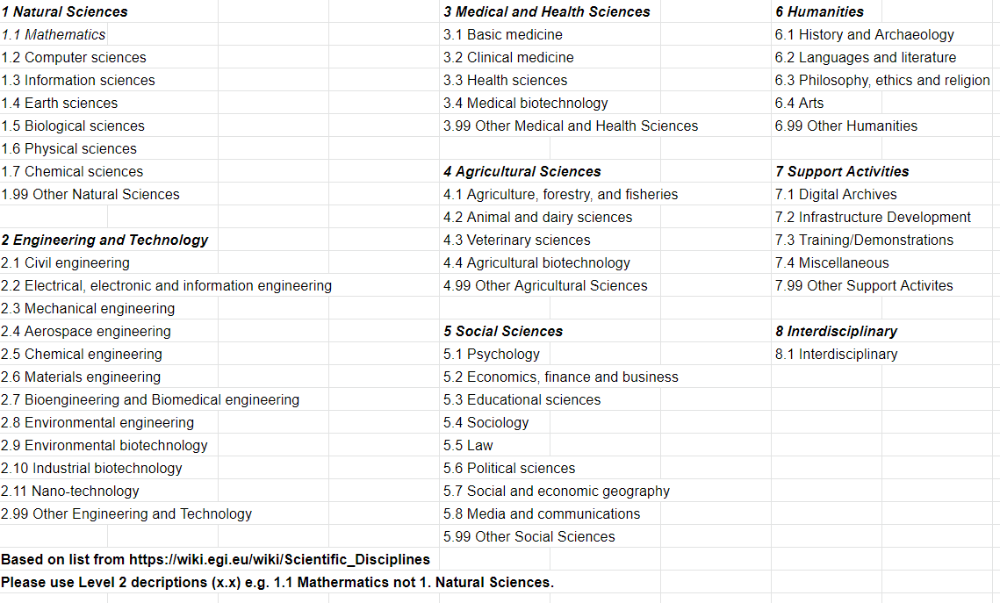 1 Natural Sciences
1.1 Mathematics
1.2 Computer sciences
1.3 Information sciences
1.4 Earth sciences
1.5 Biological sciences
1.6 Physical sciences
1.7 Chemical sciences
1.99 Other Natural Sciences
2 Engineering and Technology
2.1 Civil engineering
2.2 Electrical, electronic and information engineering
2.3 Mechanical engineering
2.4 Aerospace engineering
2.5 Chemical engineering
2.6 Materials engineering
2.7 Bioengineering and Biomedical engineering
2.8 Environmental engineering
2.9 Environmental biotechnology
2.10 Industrial biotechnology
2.11 Nano-technology
2.99 Other Engineering and Technology
3 Medical and Health Sciences
3.1 Basic medicine
3.2 Clinical medicine
3.3 Health sciences
3.4 Medical biotechnology
3.99 Other Medical and Health Sciences
4 Agricultural Sciences
4.1 Agriculture, forestry, and fisheries
4.2 Animal and dairy sciences
4.3 Veterinary sciences
4.4 Agricultural biotechnology
4.99 Other Agricultural Sciences
5 Social Sciences
5.1 Psychology
5.2 Economics, finance and business
5.3 Educational sciences
5.4 Sociology
5.5 Law
5.6 Political sciences
5.7 Social and economic geography
5.8 Media and communications
5.99 Other Social Sciences
6 Humanities
6.1 History and Archaeology
6.2 Languages and literature
6.3 Philosophy, ethics and religion
6.4 Arts
6.99 Other Humanities
7 Support Activities
7.1 Digital Archives
7.2 Infrastructure Development
7.3 Training/Demonstrations
7.4 Miscellaneous
7.99 Other Support Activites
8 Interdisciplinary
8.1 Interdisciplinary
Based on list from https://wiki.egi.eu/wiki/Scientific_Disciplines
Please use Level 2 decriptions (x.x) e.g. 1.1 Mathermatics not 1. Natural Sciences.